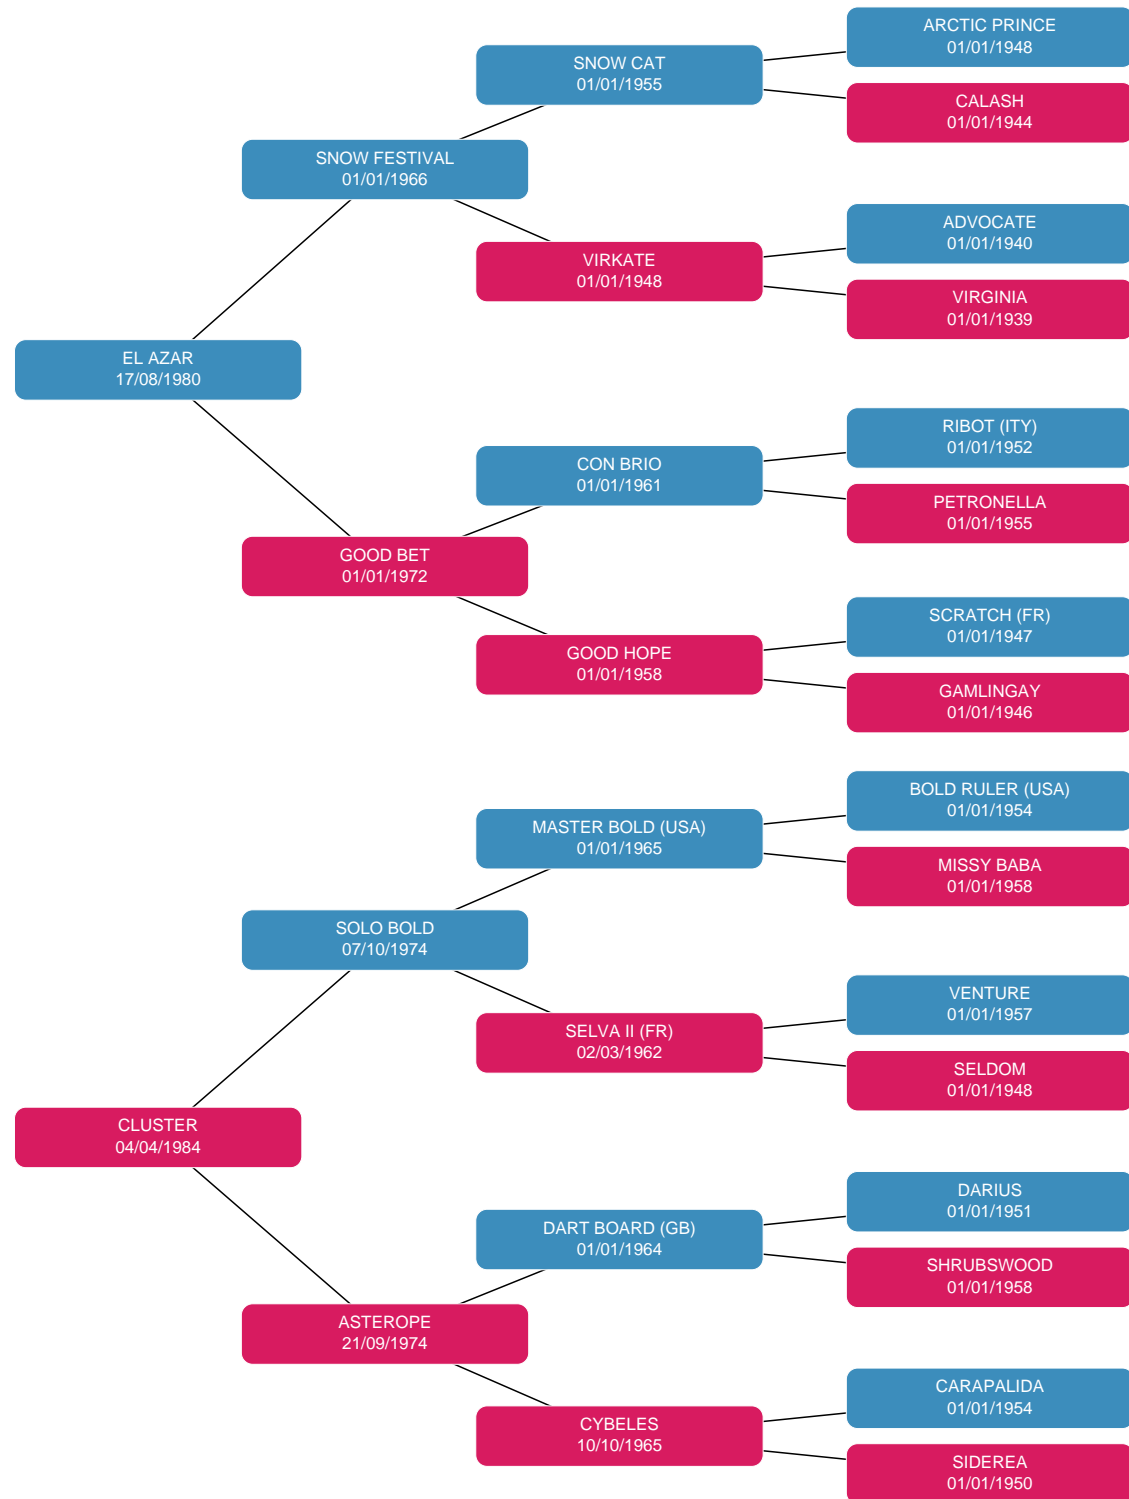 ARCTIC PRINCE
01/01/1948
SNOW CAT
01/01/1955
CALASH
01/01/1944
SNOW FESTIVAL
01/01/1966
ADVOCATE
01/01/1940
VIRKATE
01/01/1948
VIRGINIA
01/01/1939
EL AZAR
17/08/1980
RIBOT (ITY)
01/01/1952
CON BRIO
01/01/1961
PETRONELLA
01/01/1955
GOOD BET
01/01/1972
SCRATCH (FR)
01/01/1947
GOOD HOPE
01/01/1958
GAMLINGAY
01/01/1946
BOLD RULER (USA)
01/01/1954
MASTER BOLD (USA)
01/01/1965
MISSY BABA
01/01/1958
SOLO BOLD
07/10/1974
VENTURE
01/01/1957
SELVA II (FR)
02/03/1962
SELDOM
01/01/1948
CLUSTER
04/04/1984
DARIUS
01/01/1951
DART BOARD (GB)
01/01/1964
SHRUBSWOOD
01/01/1958
ASTEROPE
21/09/1974
CARAPALIDA
01/01/1954
CYBELES
10/10/1965
SIDEREA
01/01/1950